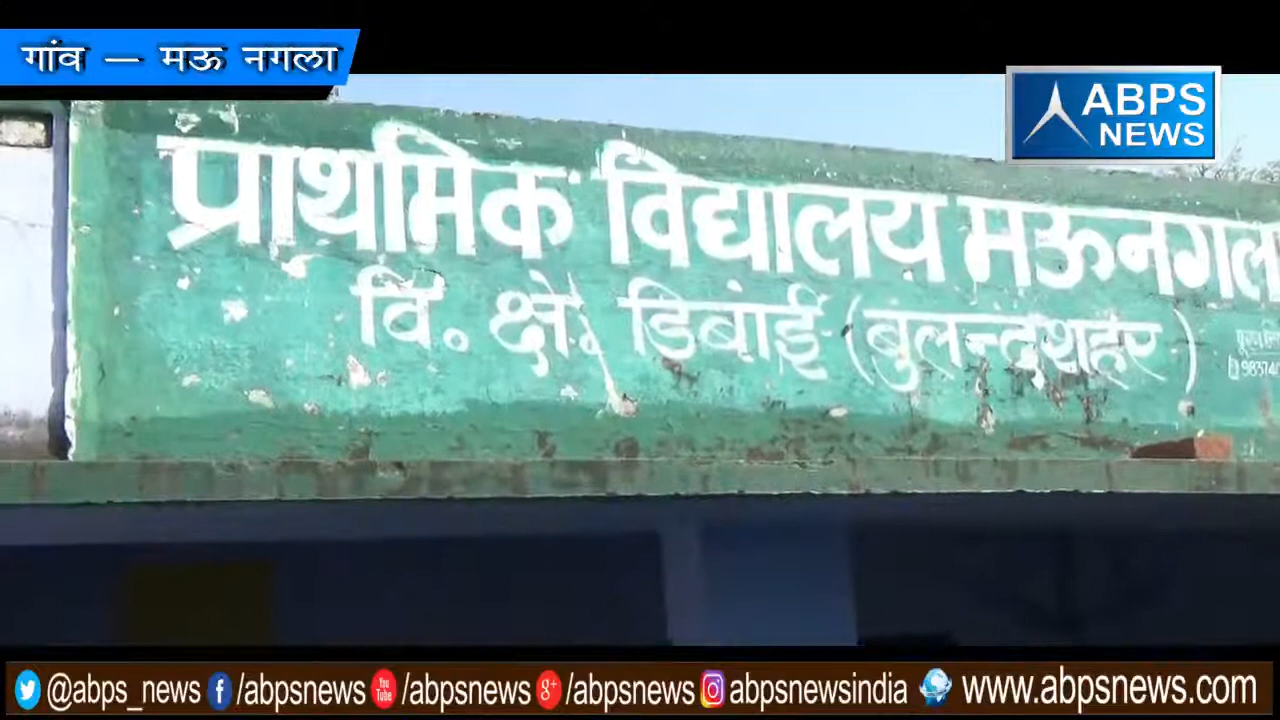 गांव — मऊ नगला
ABPS
NEWS
प्राथमिक विद्यालय मऊनगला
वि. क्षे. डिबाई (बुलन्दशहर)
@abps_news /abpsnews /abpsnews /abpsnews abpsnewsindia www.abpsnews.com